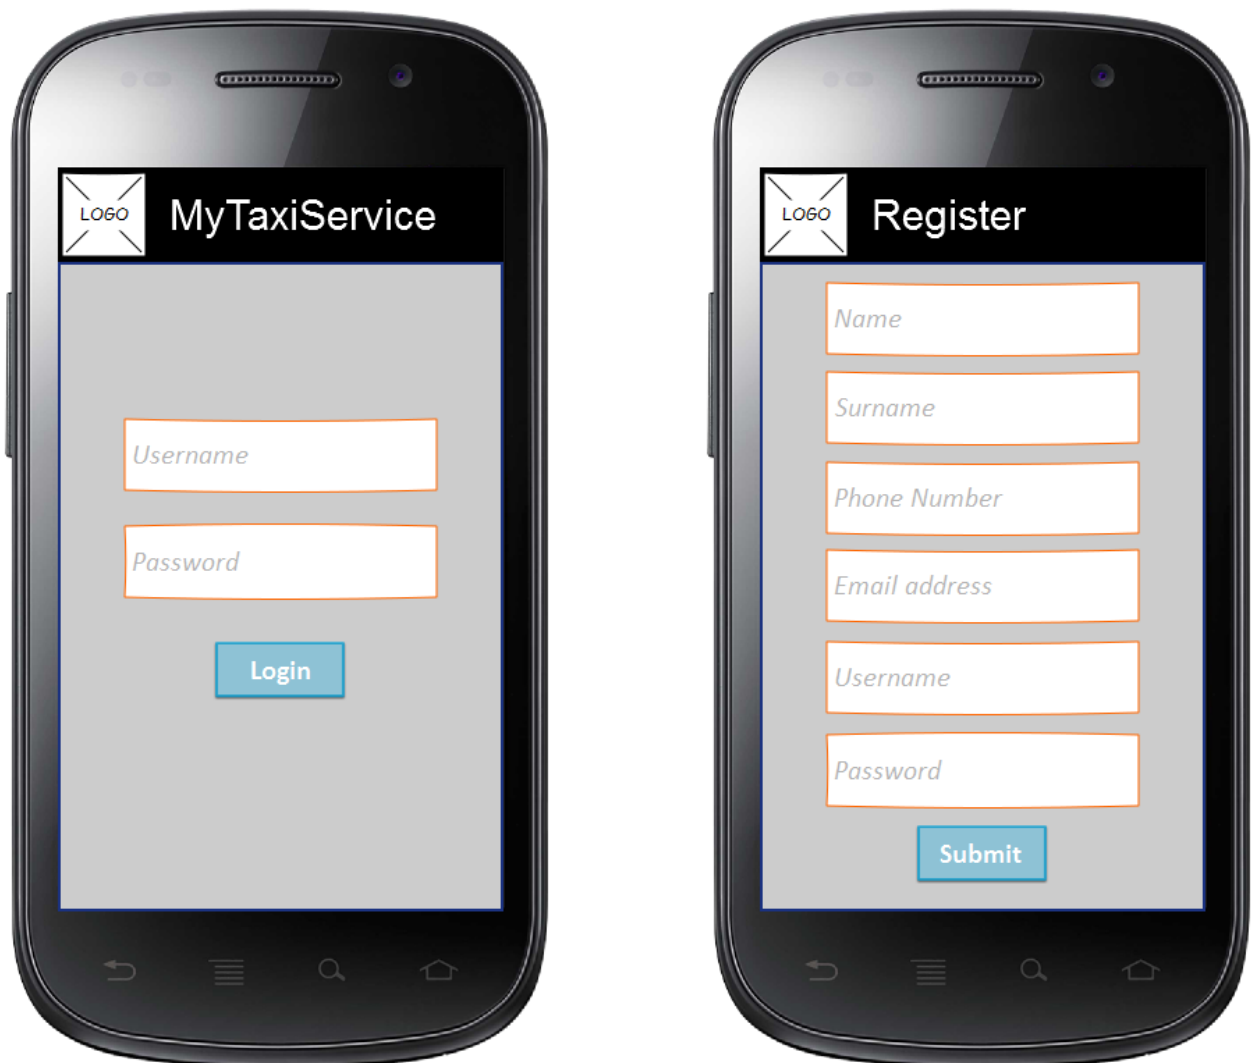 LOGO
MyTaxiService
Username
Password
Login
LOGO
Register
Name
Surname
Phone Number
Email address
Username
Password
Submit